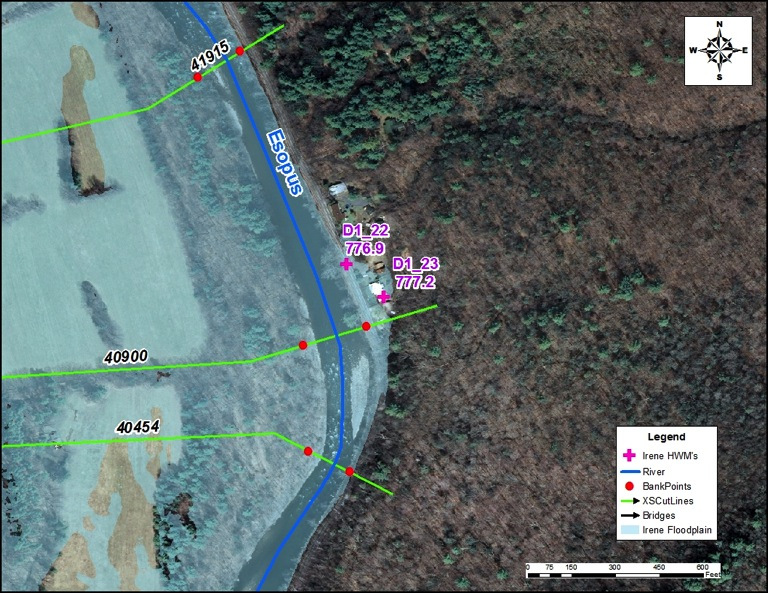 41915
N
W E
S
Esopus
D1_22
776.9
D1_23
777.2
40900
40454
Legend
Irene HWM's
River
BankPoints
XSCutLines
Bridges
Irene Floodplain
0 75 150 300 450 600
Feet